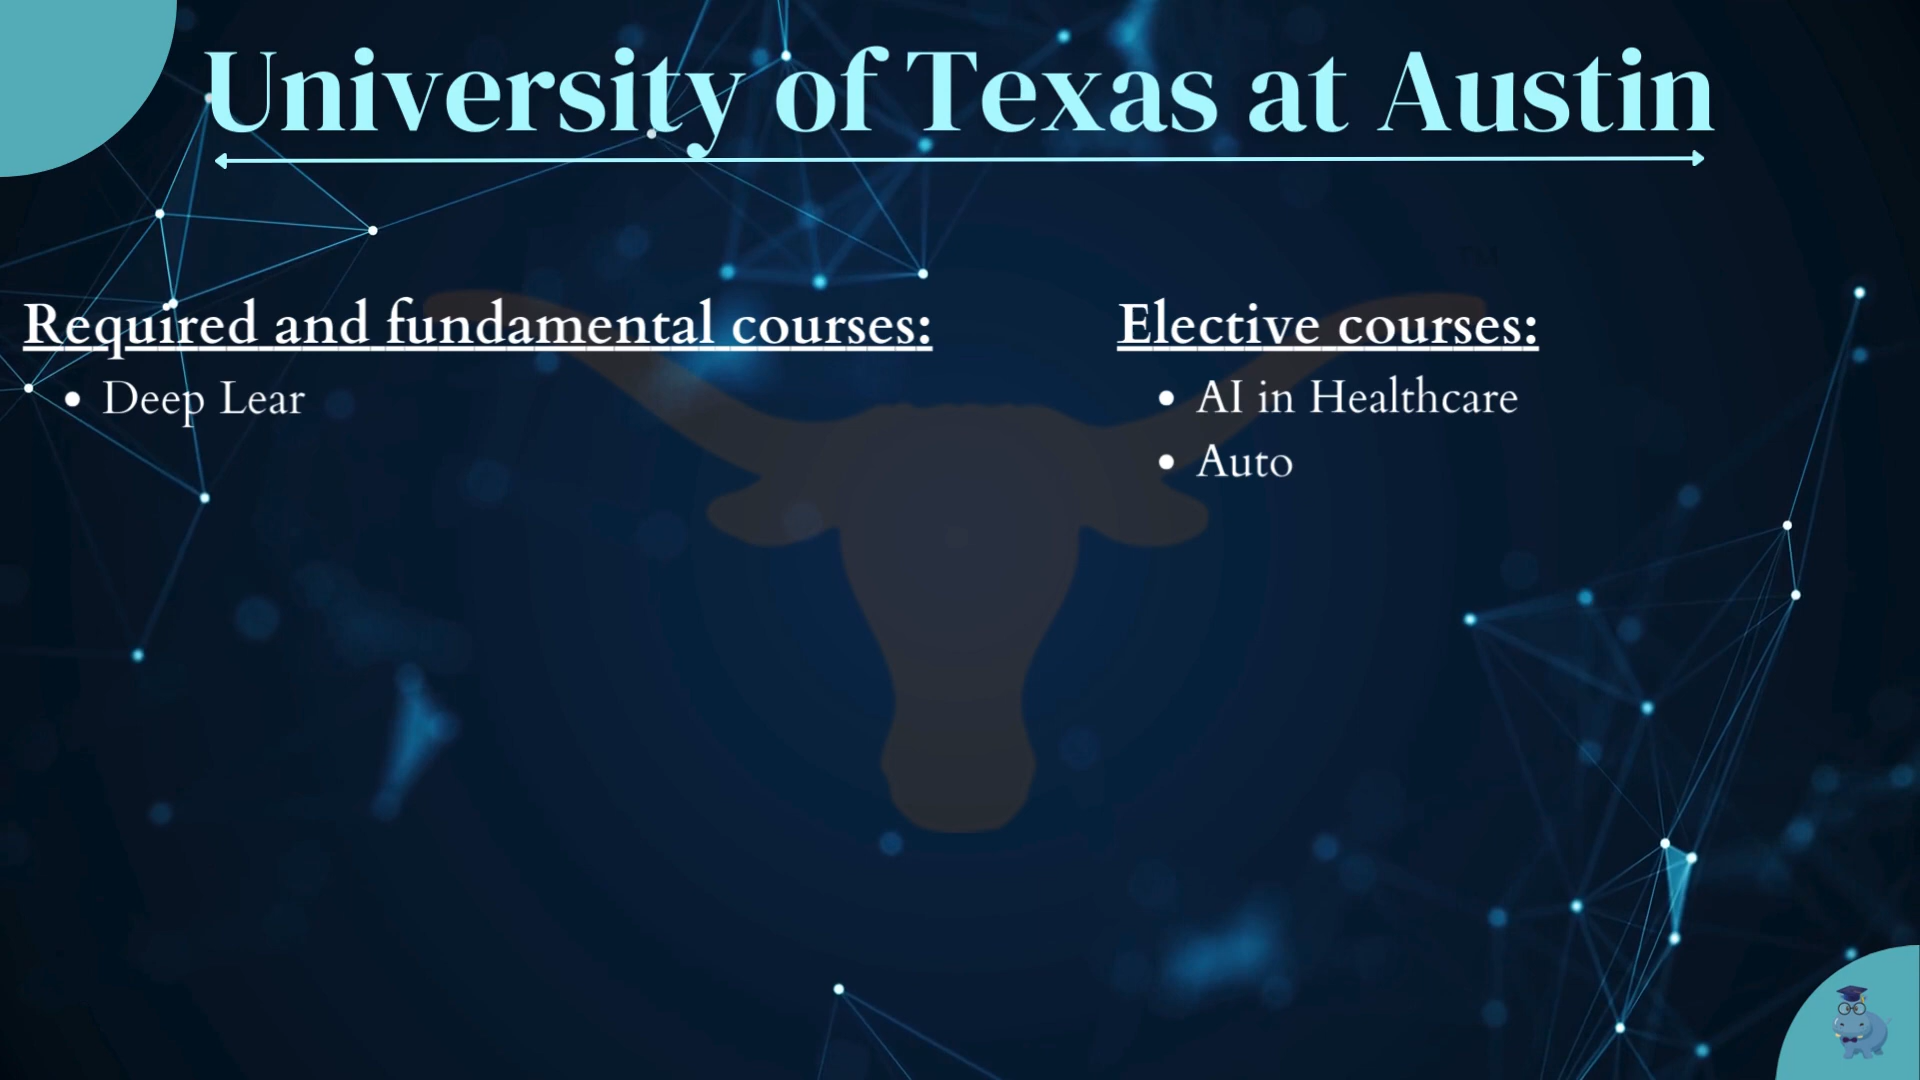 University of Texas at Austin
Required and fundamental courses:
Deep Lear
Elective courses:
AI in Healthcare
Auto